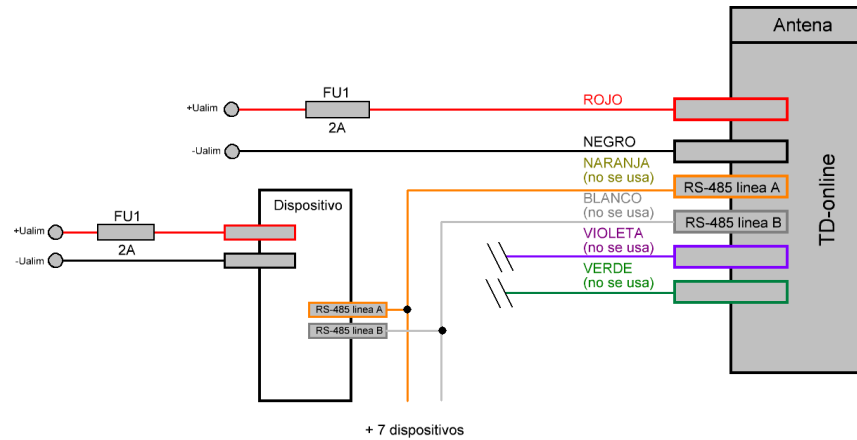 Antena
FU1
+Ualim
ROJO
2A
-Ualim
NEGRO
NARANJA
(no se usa)
RS-485 linea A
BLANCO
(no se usa)
RS-485 linea B
VIOLETA
(no se usa)
VERDE
(no se usa)
TD-online
Dispositivo
FU1
+Ualim
2A
-Ualim
RS-485 linea A
RS-485 linea B
+ 7 dispositivos